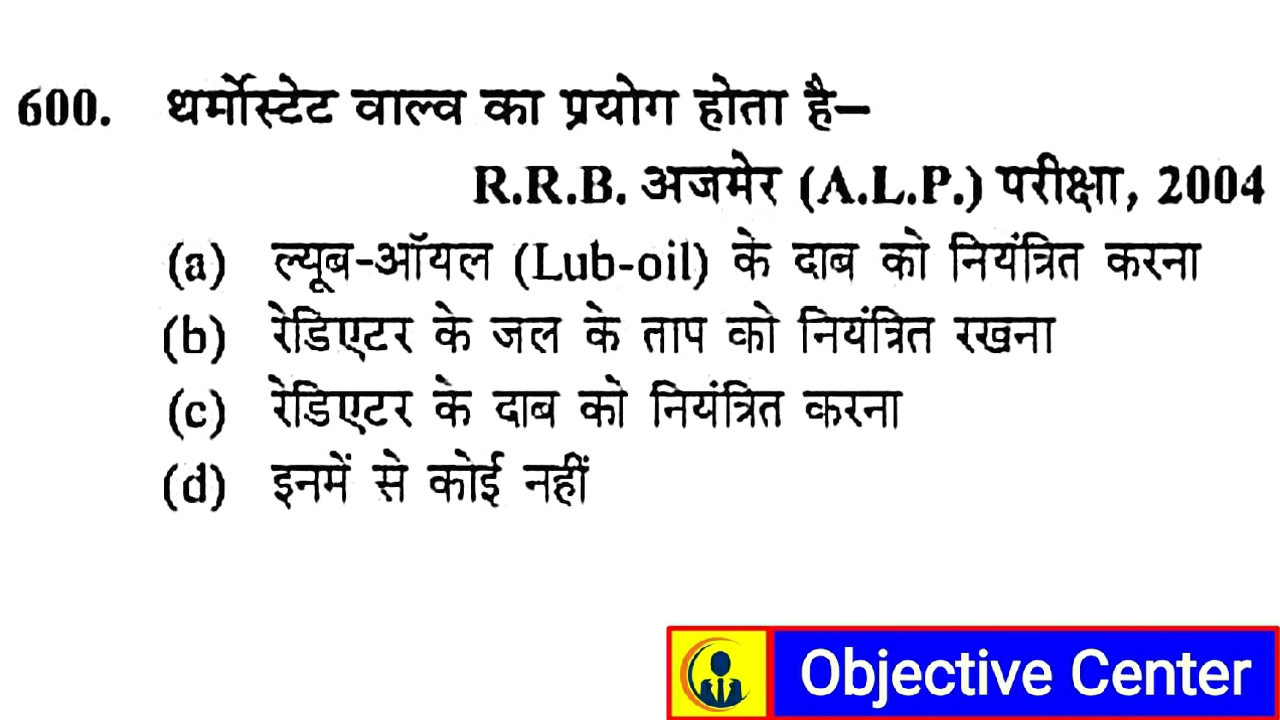 600. थर्मोस्टेट वाल्व का प्रयोग होता है–
R.R.B. अजमेर (A.L.P.) परीक्षा, 2004
(a) ल्यूब-ऑयल (Lub-oil) के दाब को नियंत्रित करना
(b) रेडिएटर के जल के ताप को नियंत्रित रखना
(c) रेडिएटर के दाब को नियंत्रित करना
(d) इनमें से कोई नहीं
Objective Center